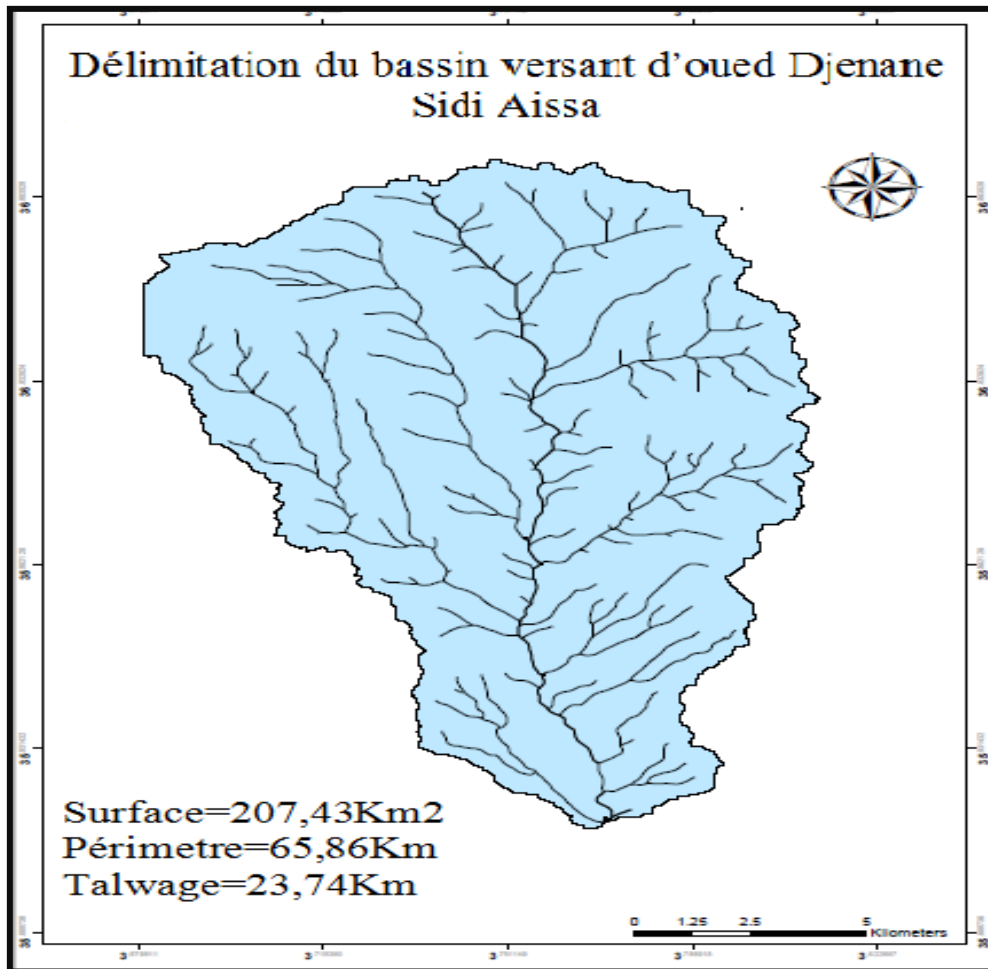 Délimitation du bassin versant d'oued Djenane
Sidi Aissa
Surface=207,43Km2
Périmetre=65,86Km
Talwage=23,74Km
0 1.25 2.5 5
Kilometers